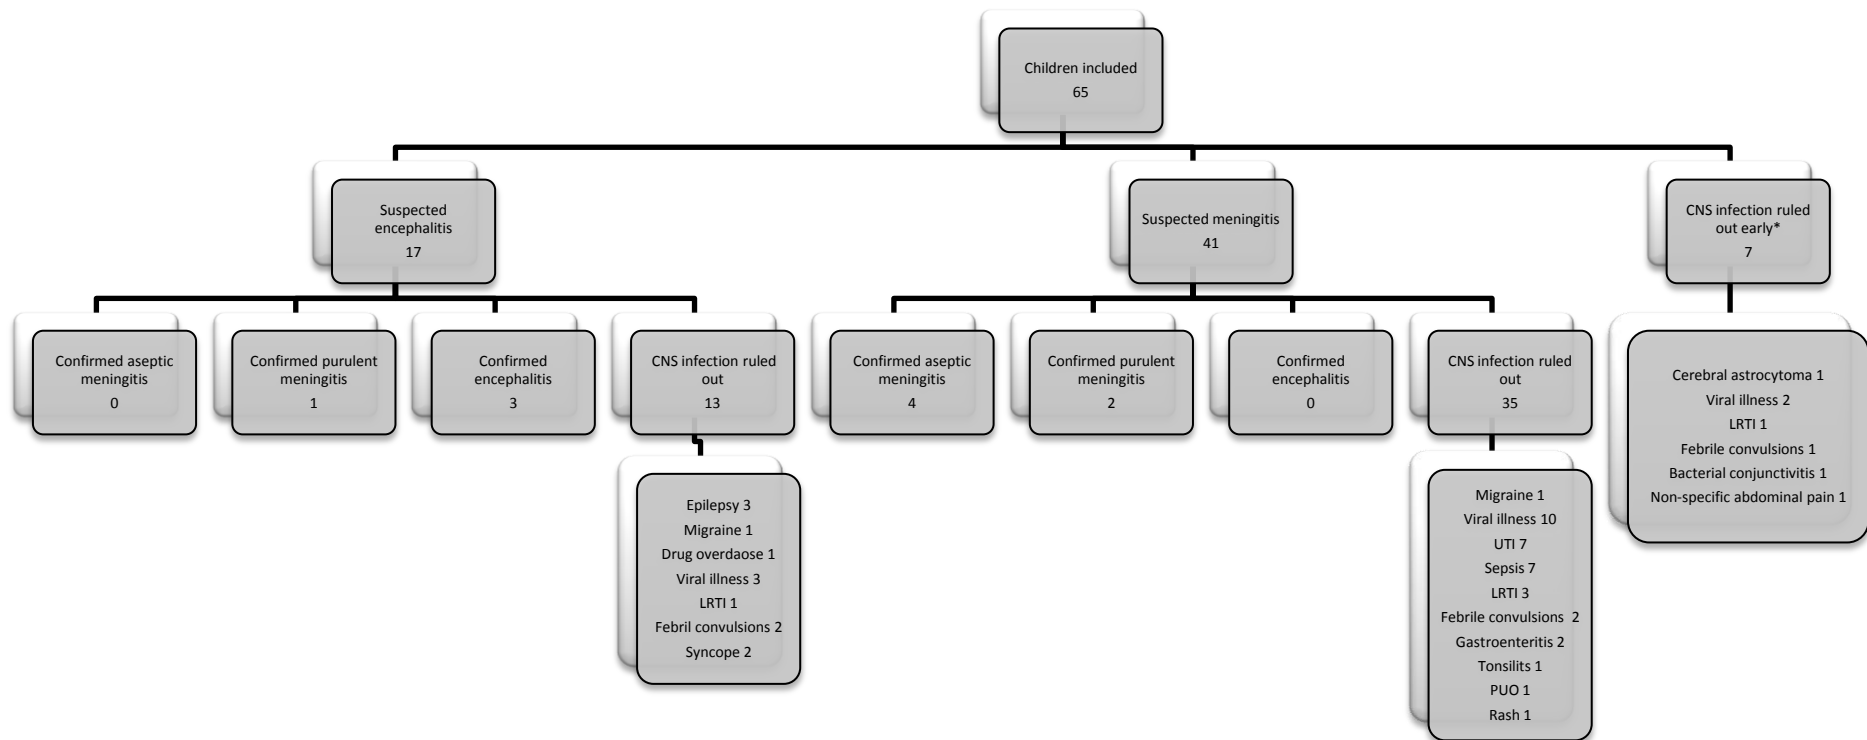 Children included
65
Suspected
encephalitis
17
Suspected meningitis
41
CNS infection ruled
out early*
7
Confirmed aseptic
meningitis
0
Confirmed purulent
meningitis
1
Confirmed
encephalitis
3
CNS infection ruled
out
13
Confirmed aseptic
meningitis
4
Confirmed purulent
meningitis
2
Confirmed
encephalitis
0
CNS infection ruled
out
35
Cerebral astrocytoma 1
Viral illness 2
LRTI 1
Febrile convulsions 1
Bacterial conjunctivitis 1
Non-specific abdominal pain 1
Epilepsy 3
Migraine 1
Drug overdaose 1
Viral illness 3
LRTI 1
Febril convulsions 2
Syncope 2
Migraine 1
Viral illness 10
UTI 7
Sepsis 7
LRTI 3
Febrile convulsions 2
Gastroenteritis 2
Tonsilits 1
PUO 1
Rash 1